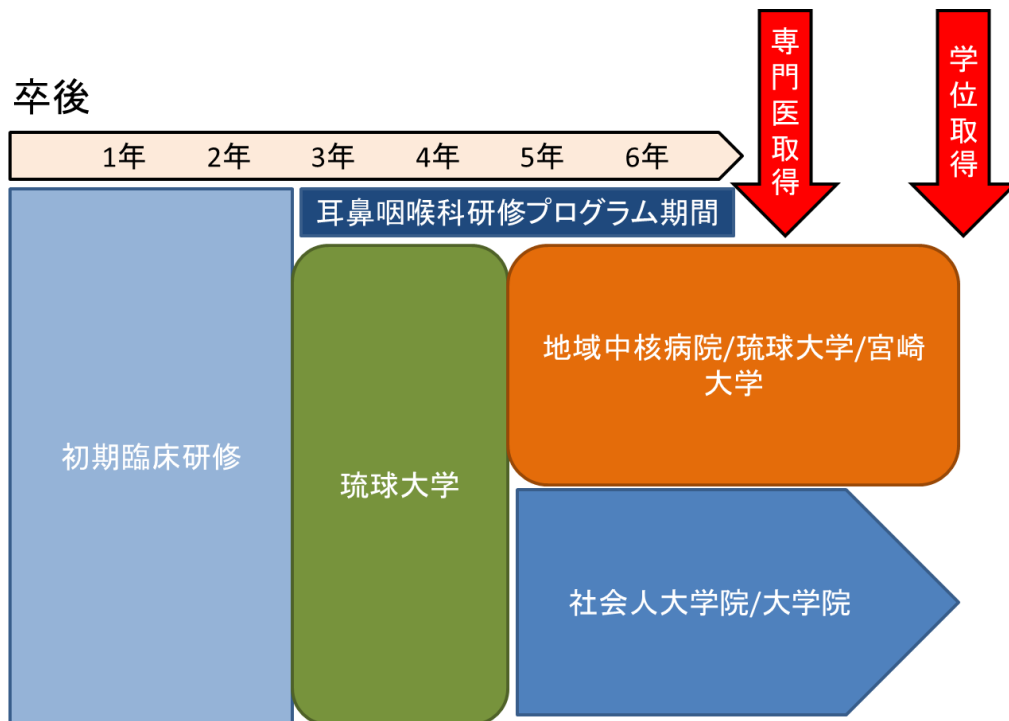 卒後
1年 2年 3年 4年 5年 6年
専門医取得
学位取得
耳鼻咽喉科研修プログラム期間
初期臨床研修
琉球大学
地域中核病院/琉球大学/宮崎
大学
社会人大学院/大学院